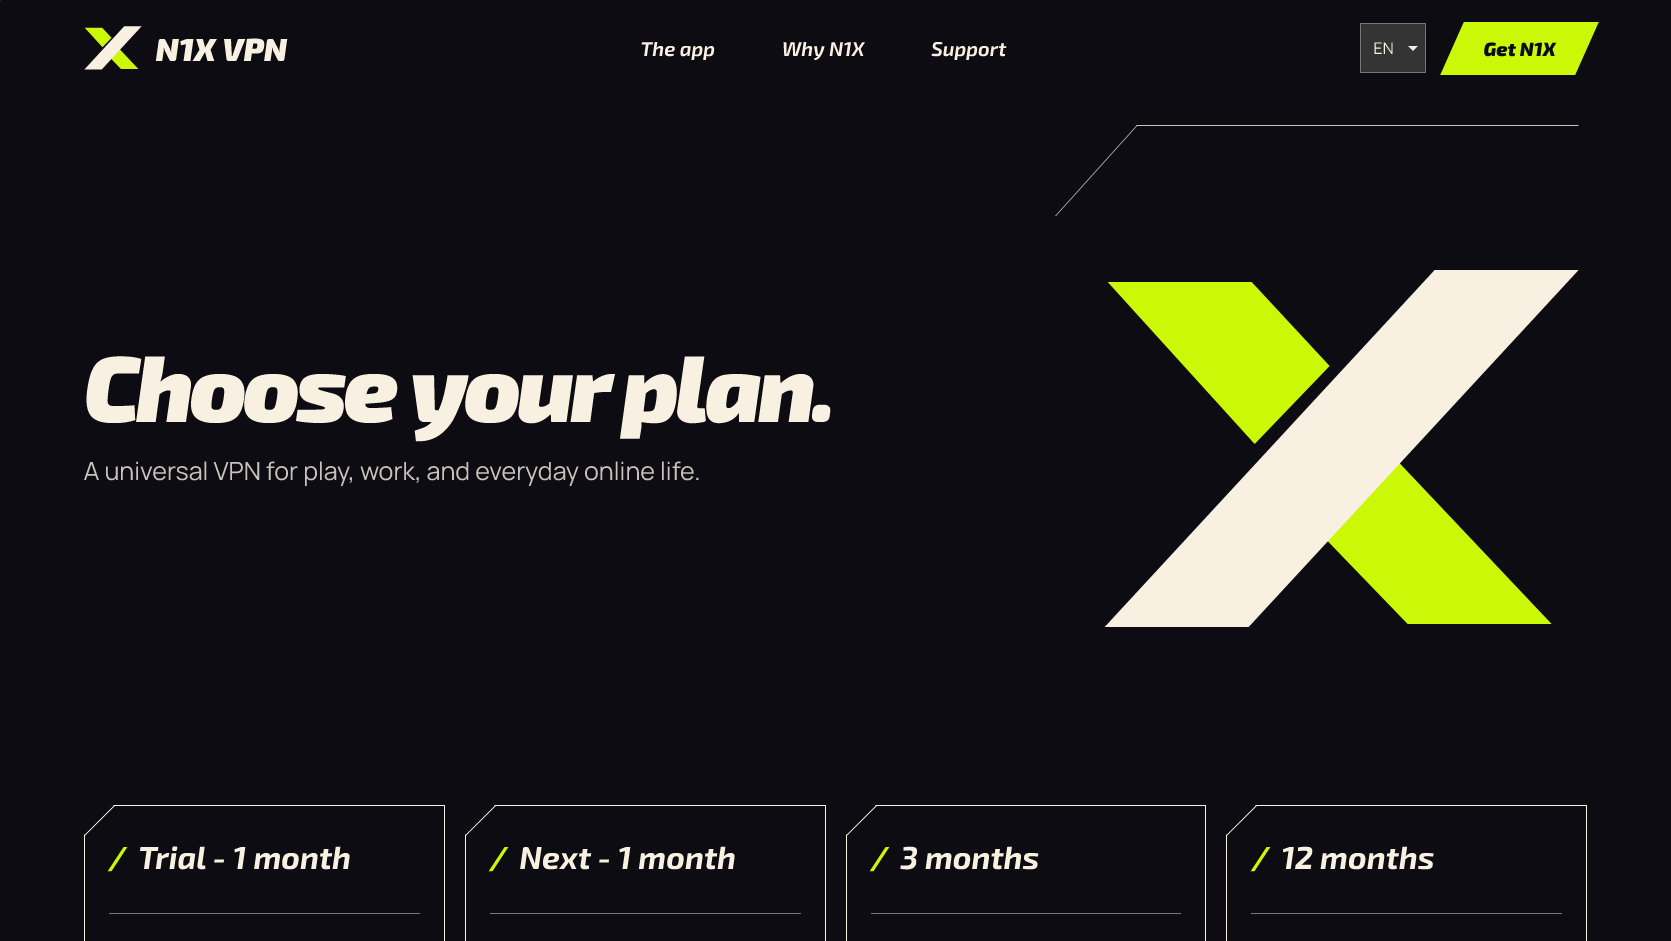 N1X VPN
The app
Why N1X
Support
EN
Get N1X
Choose your plan.
A universal VPN for play, work, and everyday online life.
/ Trial - 1 month
/ Next - 1 month
/ 3 months
/ 12 months